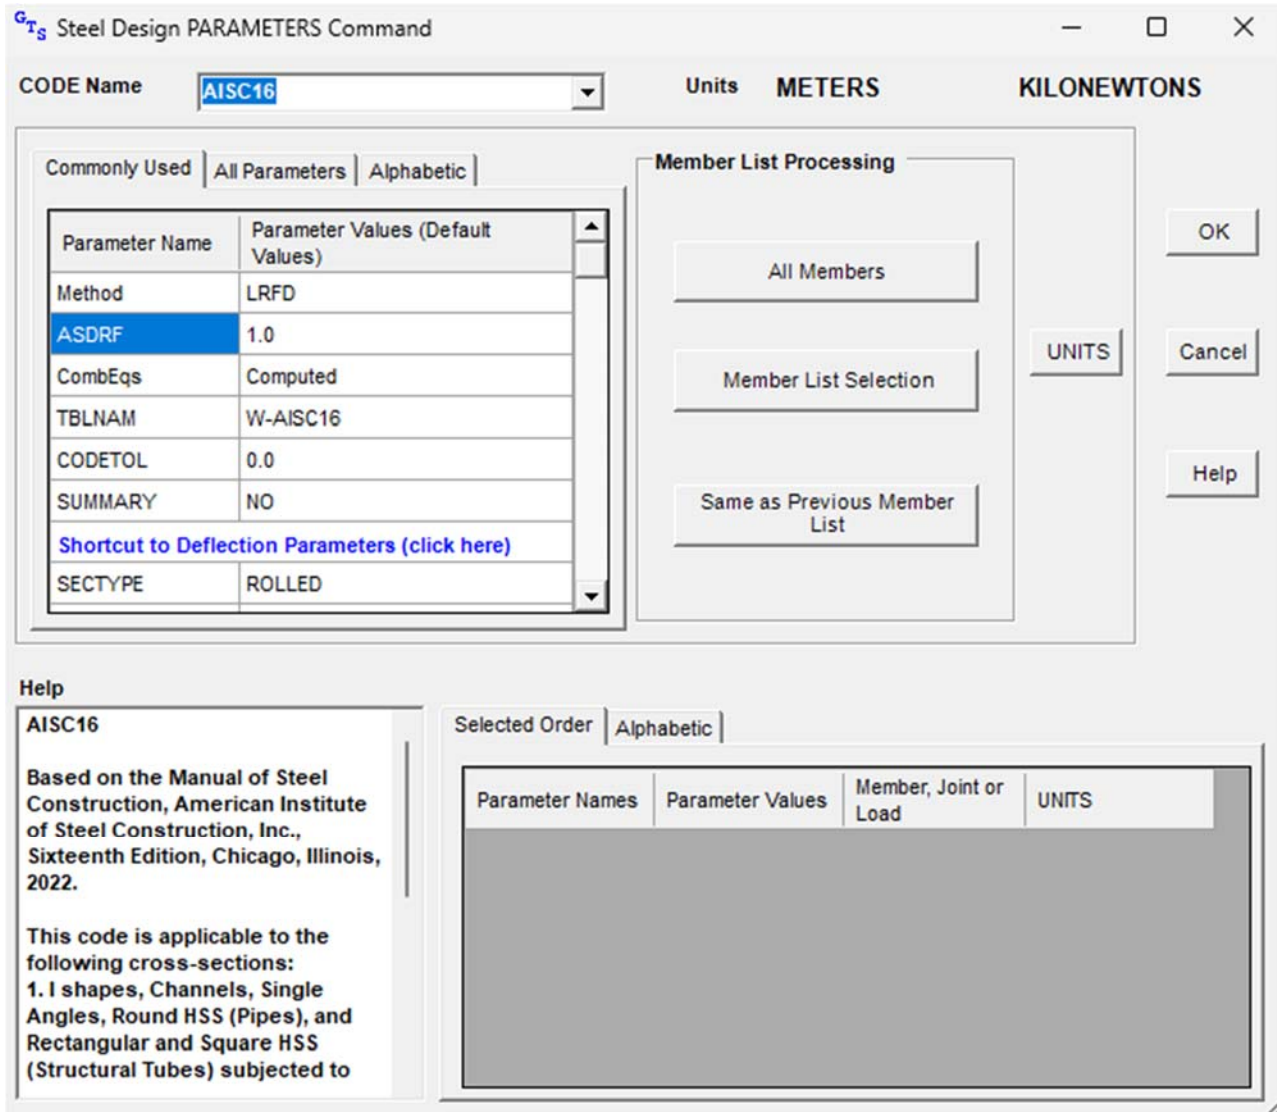 GTS Steel Design PARAMETERS Command
CODE Name AISC16 Units METERS KILONEWTONS
Commonly Used All Parameters Alphabetic
Parameter Name Parameter Values (Default
Values)
Method LRFD
ASDRF 1.0
CombEqs Computed
TBLNAM W-AISC16
CODETOL 0.0
SUMMARY NO
Shortcut to Deflection Parameters (click here)
SECTYPE ROLLED
Member List Processing
All Members
Member List Selection
Same as Previous Member
List
UNITS
OK
Cancel
Help
Help
AISC16
Based on the Manual of Steel
Construction, American Institute
of Steel Construction, Inc.,
Sixteenth Edition, Chicago, Illinois,
2022.
This code is applicable to the
following cross-sections:
1. I shapes, Channels, Single
Angles, Round HSS (Pipes), and
Rectangular and Square HSS
(Structural Tubes) subjected to
Selected Order Alphabetic
Parameter Names Parameter Values Member, Joint or
Load UNITS